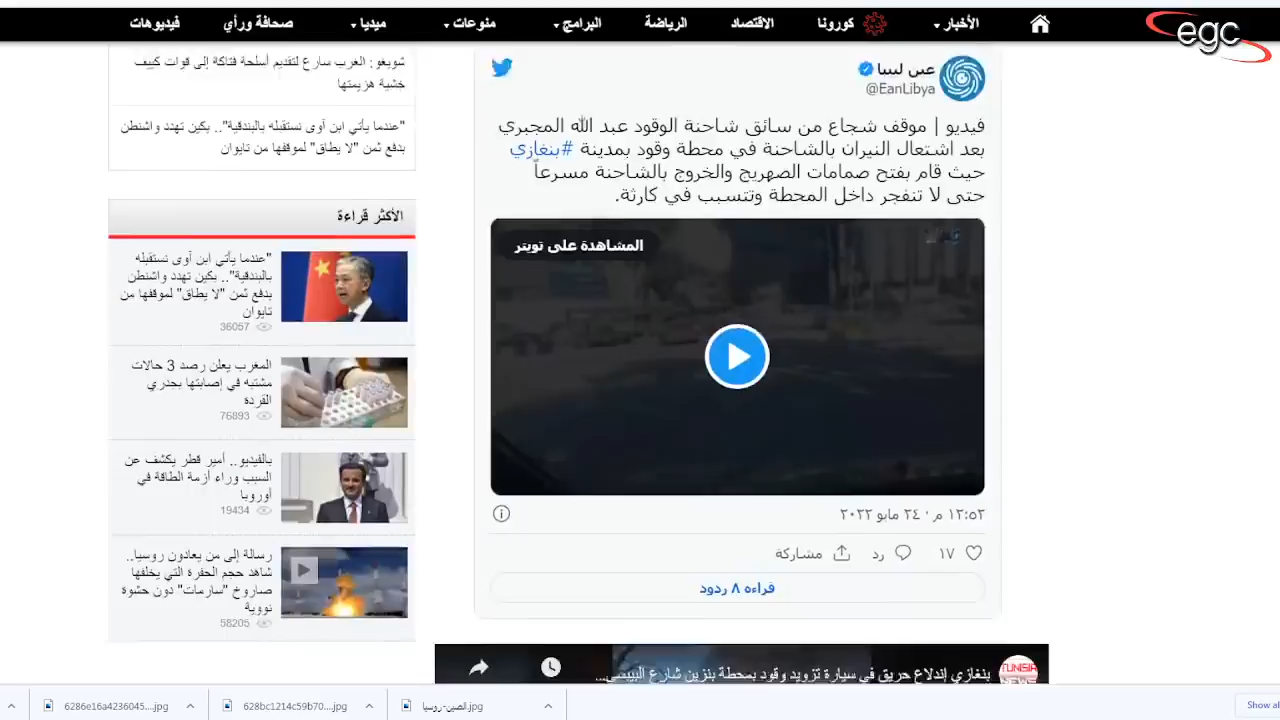 الأخبار
كورونا
الاقتصاد
الرياضة
البرامج
منوعات
ميديا
صحافة ورأي
فيديوهات
egc
شويغو: الغرب سارع لتقديم أسلحة فتاكة إلى قوات كييف
خشية هزيمتها
"عندما يأتي ابن آوى نستقبله بالبندقية".. بكين تهدد واشنطن
بدفع ثمن "لا يطاق" لموقفها من تايوان
الأكثر قراءة
"عندما يأتي ابن آوى نستقبله
بالبندقية".. بكين تهدد واشنطن
بدفع ثمن "لا يطاق" لموقفها من
تايوان
36057
المغرب يعلن رصد 3 حالات
مشتبه في إصابتها بجدري
القردة
76893
بالفيديو.. أمير قطر يكشف عن
السبب وراء أزمة الطاقة في
أوروبا
19434
رسالة إلى من يعادون روسيا..
شاهد حجم الحفرة التي يخلفها
صاروخ "سارمات" دون حشوة
نووية
58205
عين ليبيا
@EanLibya
فيديو | موقف شجاع من سائق شاحنة الوقود عبد الله المجبري
بعد اشتعال النيران بالشاحنة في محطة وقود بمدينة #بنغازي
حيث قام بفتح صمامات الصهريج والخروج بالشاحنة مسرعاً
حتى لا تنفجر داخل المحطة وتتسبب في كارثة.
المشاهدة على تويتر
١٢:٥٢ م · ٢٤ مايو ٢٠٢٢
١٧
رد
مشاركة
قراءه ٨ ردود
TUNISIA
NEWS
بنغازي إندلاع حريق في سيارة تزويد وقود بمحطة بنزين شارع البيبسي...
6286e16a4236045....jpg
628bc1214c59b70....jpg
الصين-روسيا.jpg
Show al